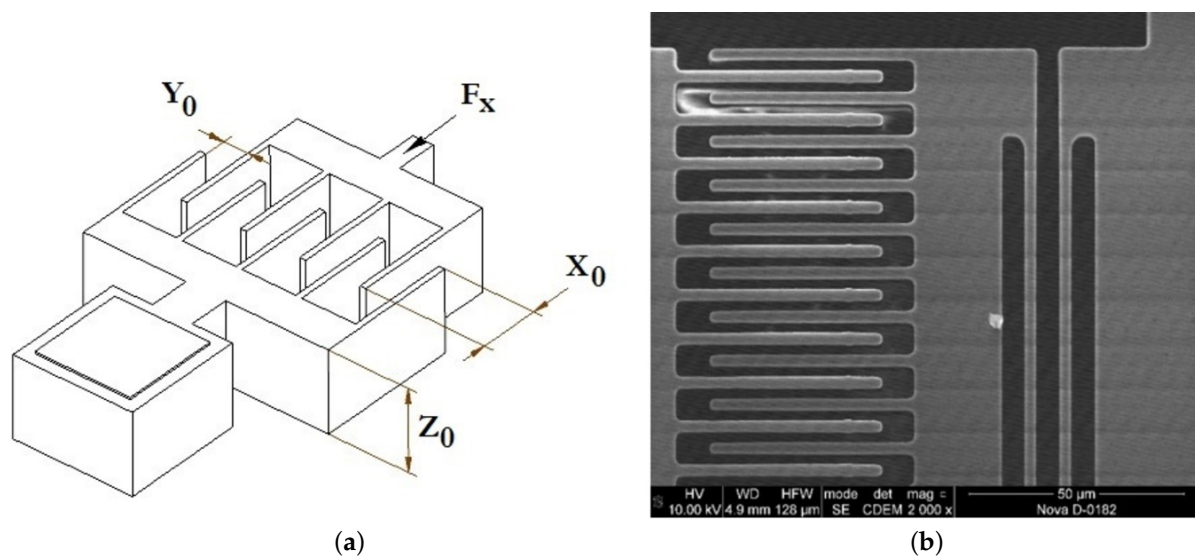 Y0
Fx
X0
Z0
HV WD HFW mode det mag c 50 μm
10.00 kV 4.9 mm 128 μm SE CDEM 2 000 x Nova D-0182
(a) (b)